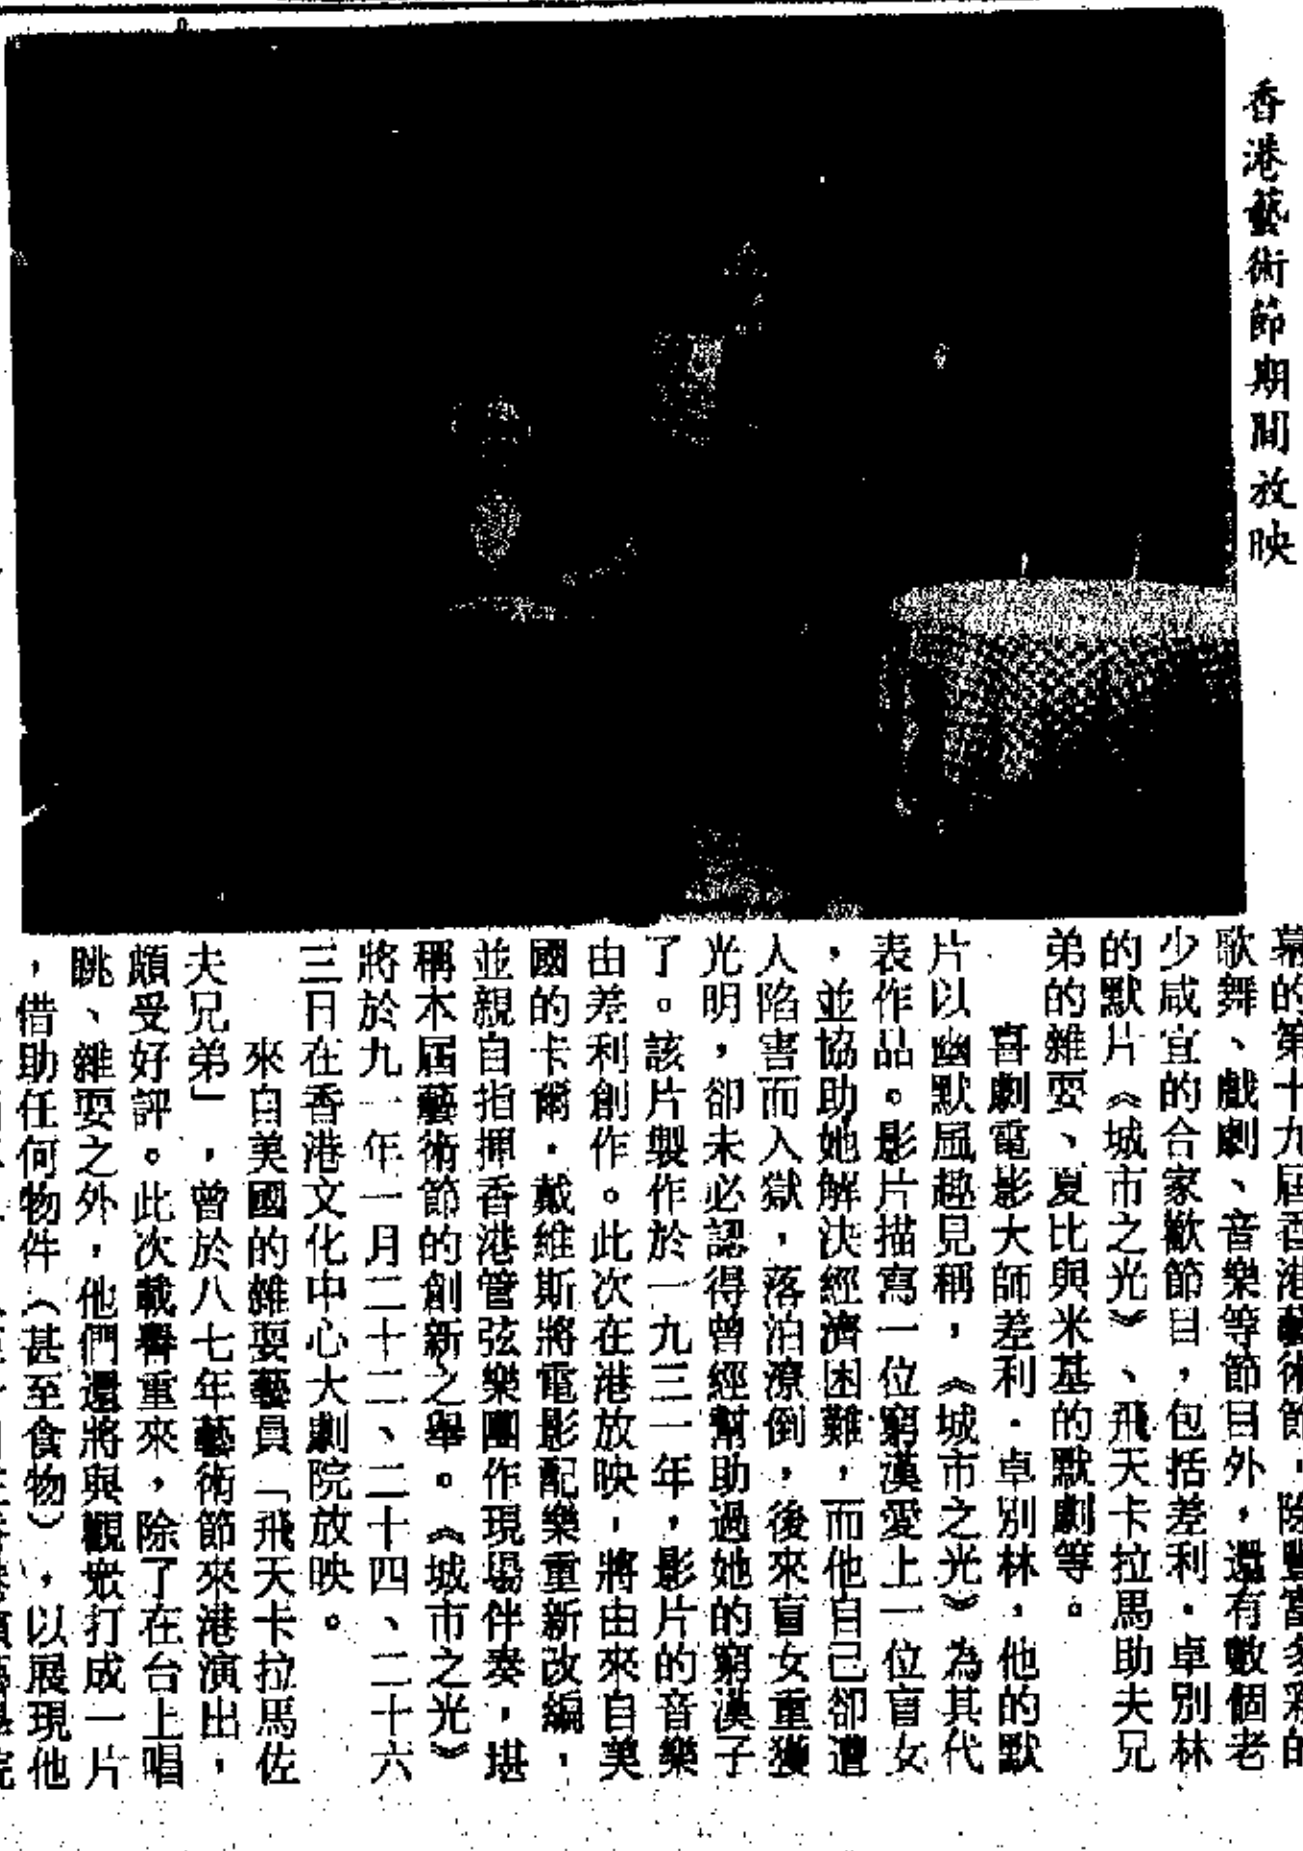 香港藝術節期間放映
幕的第十九屆香港藝術節，除豐富多彩的
歌舞、戲劇、音樂等節目外，還有數個老
少咸宜的合家歡節目，包括差利．卓別林
的默片《城市之光》、飛天卡拉馬助夫兄
弟的雜耍、夏比與米基的默劇等。
喜劇電影大師差利．卓別林，他的默
片以幽默風趣見稱，《城市之光》為其代
表作品。影片描寫一位窮漢愛上一位盲女
，並協助她解決經濟困難，而他自己卻遭
人陷害而入獄，落泊潦倒，後來盲女重獲
光明，卻未必認得曾經幫助過她的窮漢子
了。該片製作於一九三一年，影片的音樂
由差利創作。此次在港放映，將由來自美
國的卡爾．戴維斯將電影配樂重新改編，
並親自指揮香港管弦樂團作現場伴奏，堪
稱本屆藝術節的創新之舉。《城市之光》
將於九一年一月二十二、二十四、二十六
三日在香港文化中心大劇院放映。
來自美國的雜耍藝員「飛天卡拉馬佐
夫兄弟」，曾於八七年藝術節來港演出，
頗受好評。此次載譽重來，除了在台上唱
跳、雜耍之外，他們還將與觀眾打成一片
，借助任何物件（甚至食物），以展現他